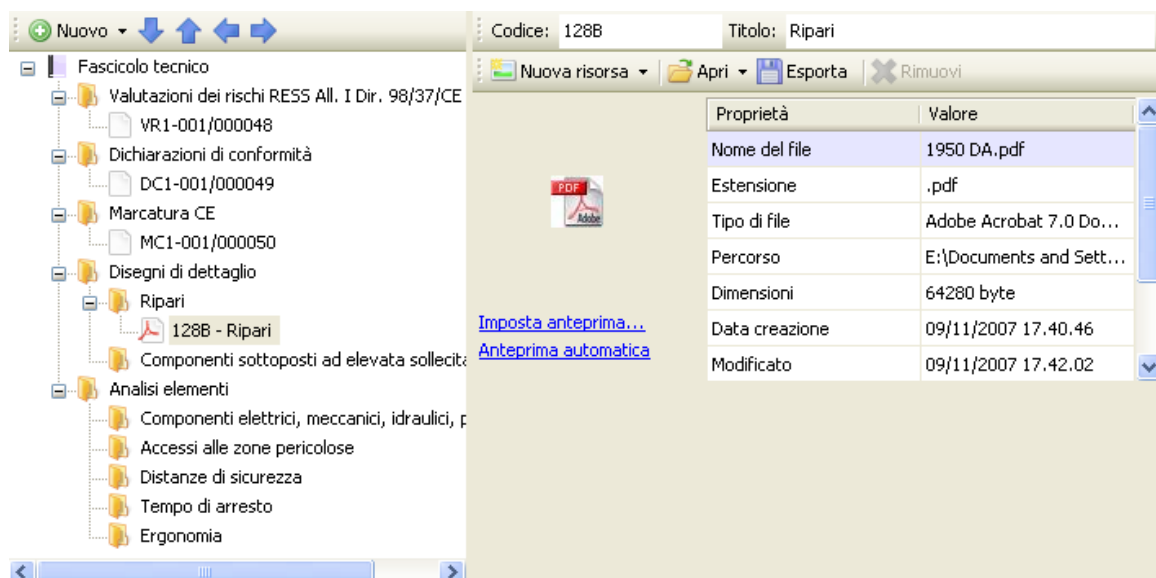 Nuovo
Fascicolo tecnico
Valutazioni dei rischi RESS All. I Dir. 98/37/CE
VR1-001/000048
Dichiarazioni di conformità
DC1-001/000049
Marcatura CE
MC1-001/000050
Disegni di dettaglio
Ripari
128B - Ripari
Componenti sottoposti ad elevata sollecita
Analisi elementi
Componenti elettrici, meccanici, idraulici, p
Accessi alle zone pericolose
Distanze di sicurezza
Tempo di arresto
Ergonomia
Codice: 128B Titolo: Ripari
Nuova risorsa Apri Esporta Rimuovi
PDF
Adobe
Imposta anteprima...
Anteprima automatica
Proprietà Valore
Nome del file 1950 DA.pdf
Estensione .pdf
Tipo di file Adobe Acrobat 7.0 Do...
Percorso E:\Documents and Sett...
Dimensioni 64280 byte
Data creazione 09/11/2007 17.40.46
Modificato 09/11/2007 17.42.02